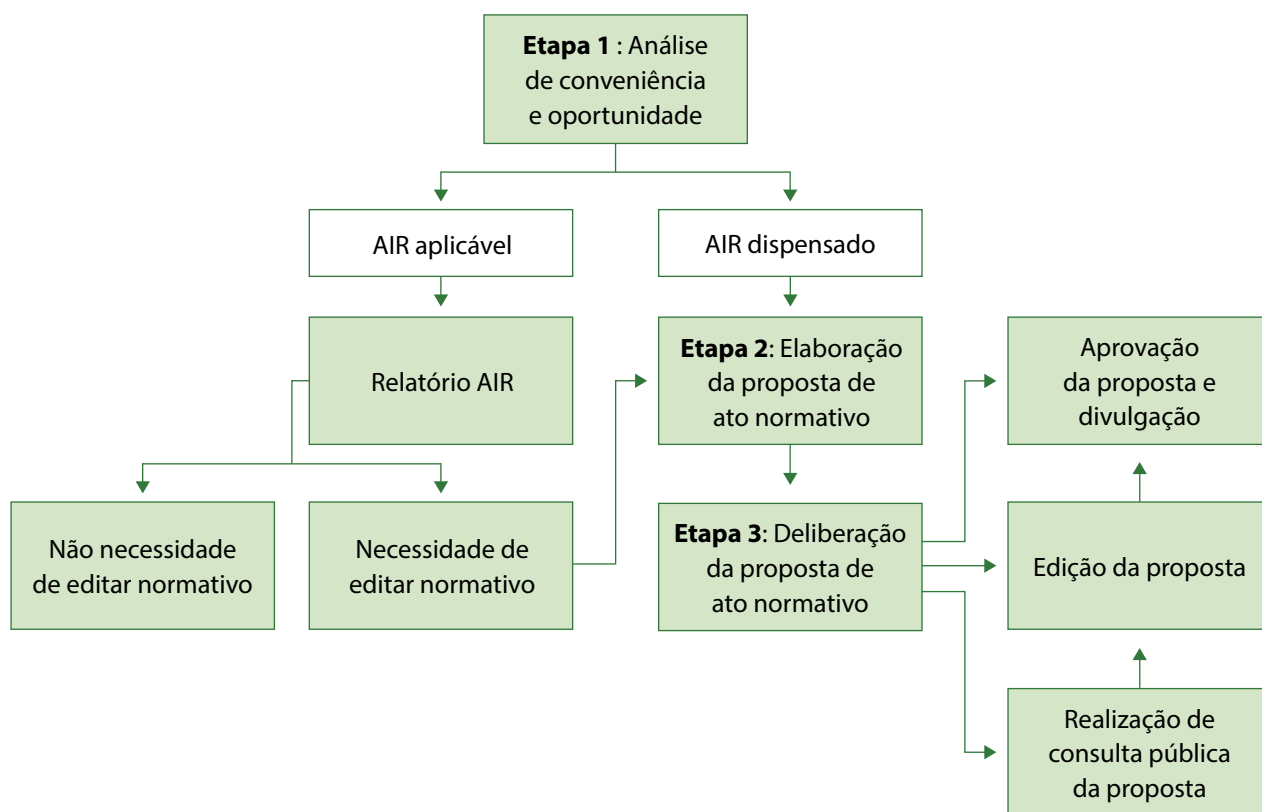 Etapa 1 : Análise
de conveniência
e oportunidade
AIR aplicável
AIR dispensado
Relatório AIR
Etapa 2: Elaboração
da proposta de
ato normativo
Aprovação
da proposta e
divulgação
Não necessidade
de editar normativo
Necessidade de
editar normativo
Etapa 3: Deliberação
da proposta de
ato normativo
Edição da proposta
Realização de
consulta pública
da proposta